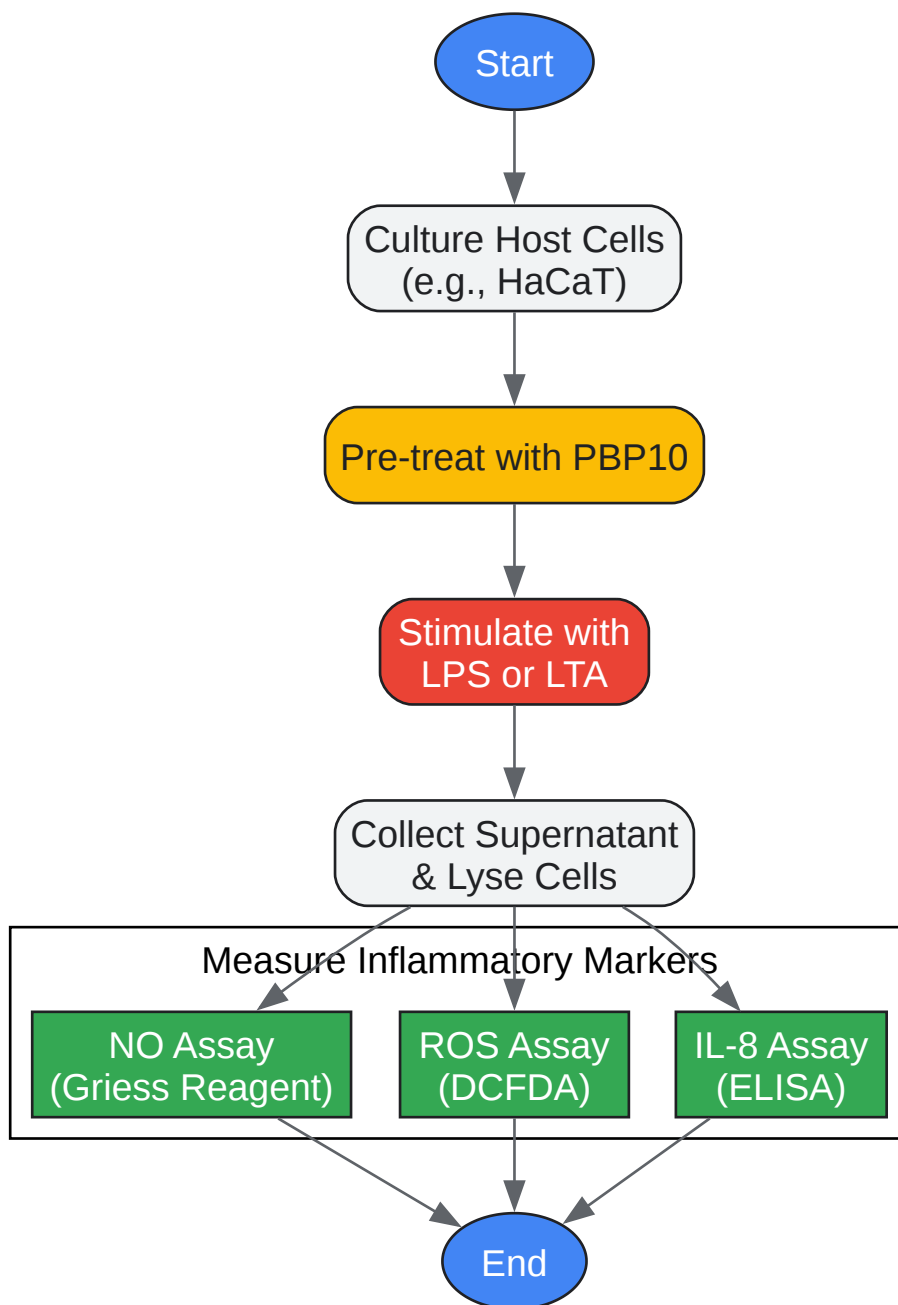 Start
Culture Host Cells
(e.g., HaCaT)
Pre-treat with PBP10
Stimulate with
LPS or LTA
Collect Supernatant
& Lyse Cells
Measure Inflammatory Markers
NO Assay
(Griess Reagent)
ROS Assay
(DCFDA)
IL-8 Assay
(ELISA)
End